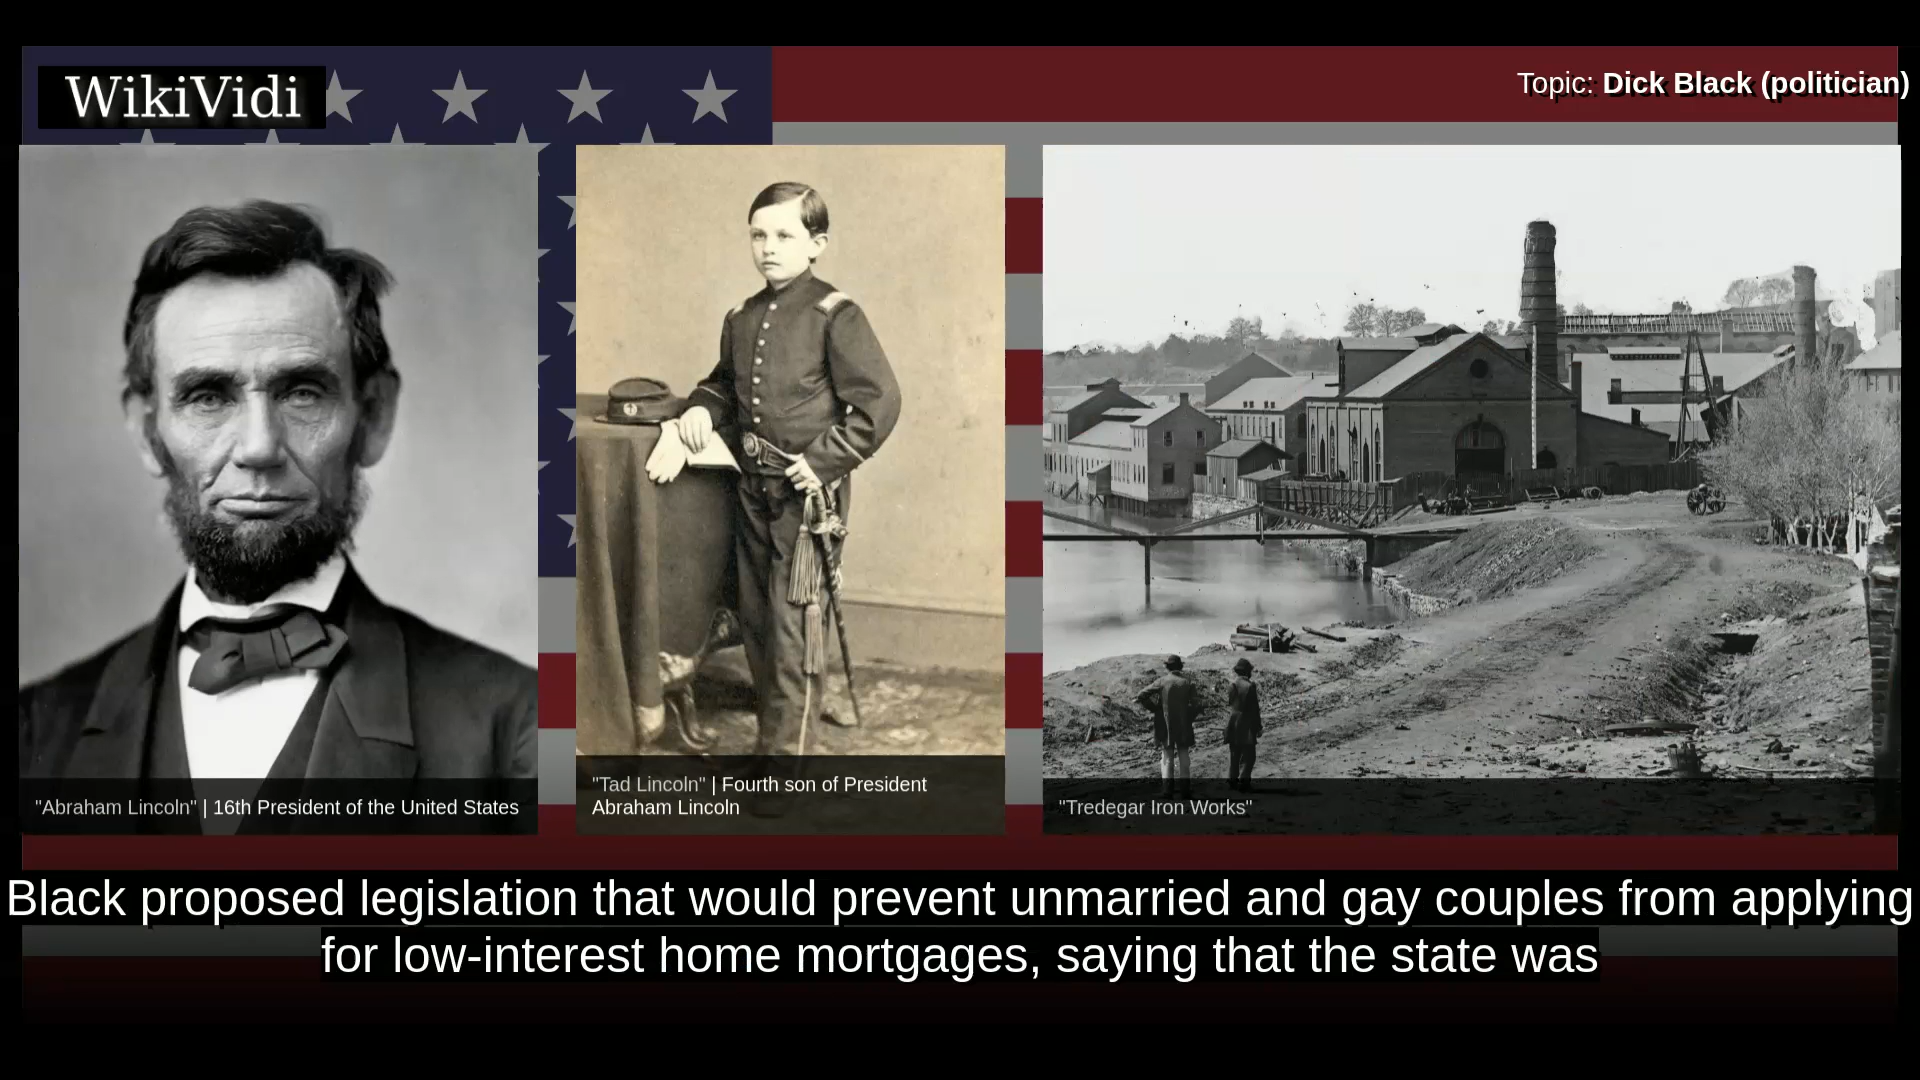 WikiVidi
Topic: Dick Black (politician)
"Abraham Lincoln" | 16th President of the United States
"Tad Lincoln" | Fourth son of President
Abraham Lincoln
"Tredegar Iron Works"
Black proposed legislation that would prevent unmarried and gay couples from applying
for low-interest home mortgages, saying that the state was